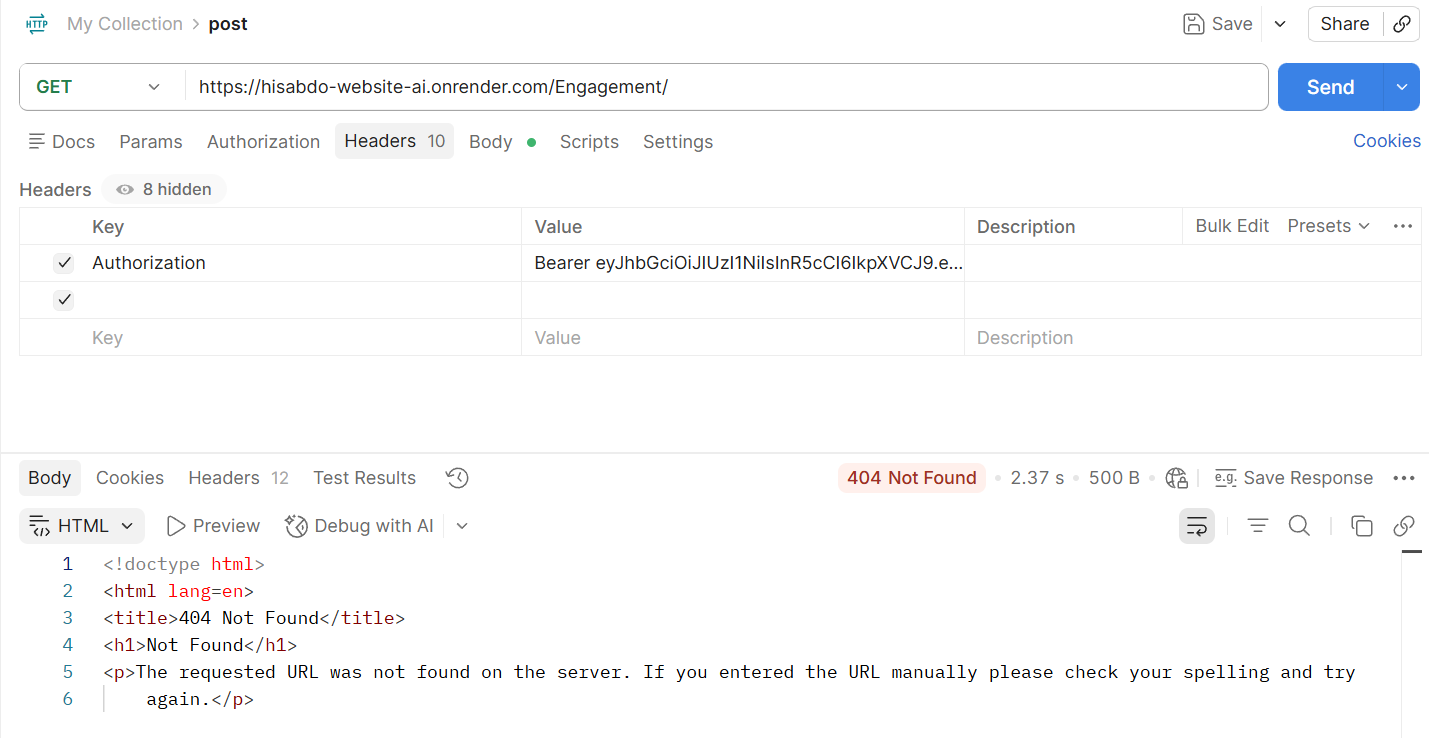 HTTP My Collection > post Save Share
GET https://hisabdo-website-ai.onrender.com/Engagement/ Send
Docs Params Authorization Headers 10 Body Scripts Settings Cookies
Headers 8 hidden
Key Value Description Bulk Edit Presets ...
Authorization Bearer eyJhbGciOiJIUzI1NiIsInR5cCI6IkpXVCJ9.e...
Key Value Description
Body Cookies Headers 12 Test Results 404 Not Found • 2.37 s • 500 B • e.g. Save Response ...
HTML Preview Debug with AI
1 <!doctype html>
2 <html lang=en>
3 <title>404 Not Found</title>
4 <h1>Not Found</h1>
5 <p>The requested URL was not found on the server. If you entered the URL manually please check your spelling and try
6 again.</p>